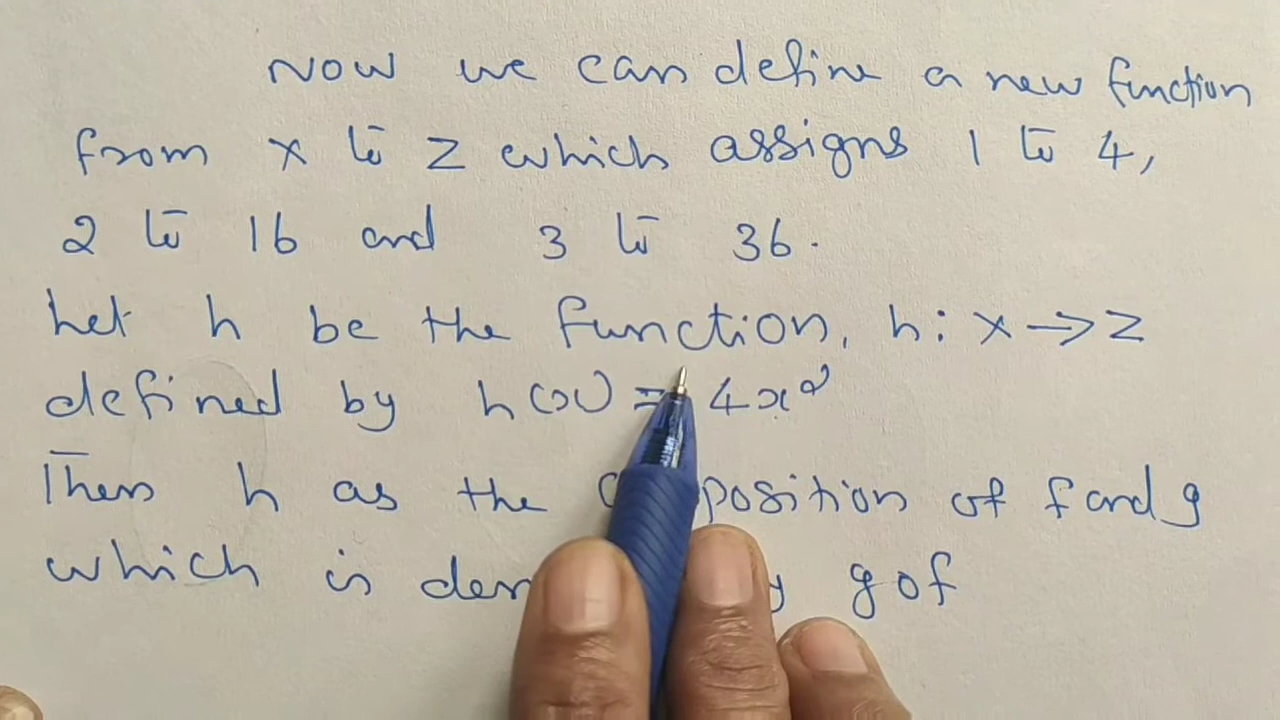 Now we can define a new function
from x to z which assigns 1 to 4,
2 to 16 and 3 to 36.
Let h be the function, h: x → z
defined by h(x) = 4x²
Then h as the position of f and g
which is by gof